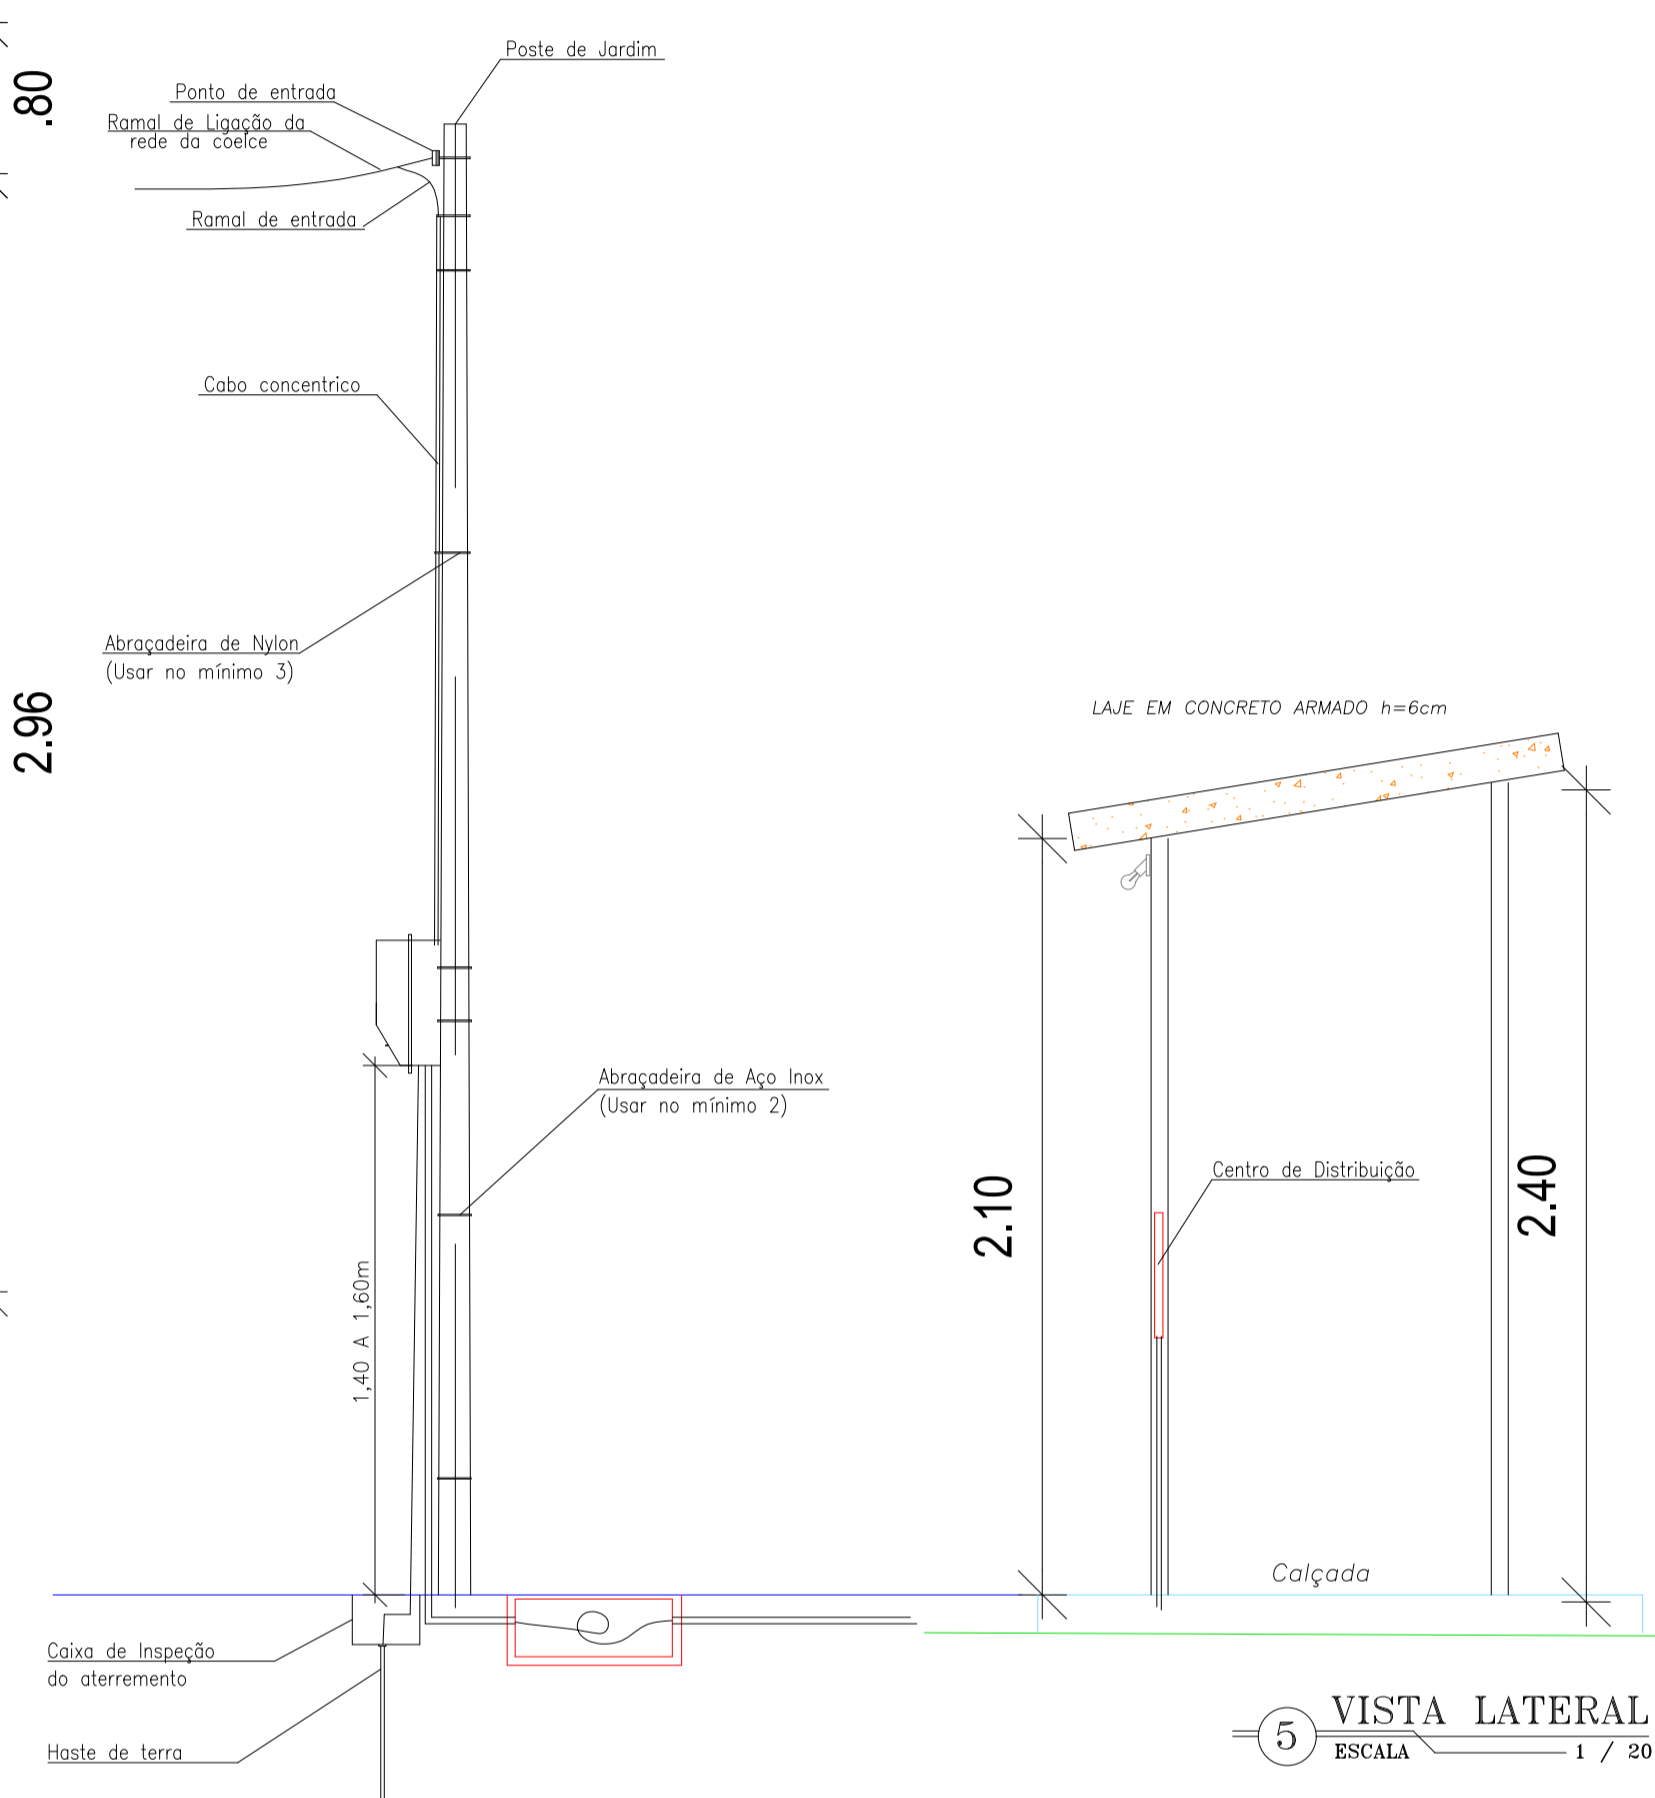 .80
Poste de Jardim
Ponto de entrada
Ramal de Ligação da
rede da coelce
Ramal de entrada
Cabo concentrico
Abraçadeira de Nylon
(Usar no mínimo 3)
2.96
LAJE EM CONCRETO ARMADO h=6cm
Abraçadeira de Aço Inox
(Usar no mínimo 2)
Centro de Distribuição
2.10
2.40
1,40 A 1,60m
Calçada
Caixa de Inspeção
do aterremento
Haste de terra
5
VISTA LATERAL
ESCALA 1 / 20